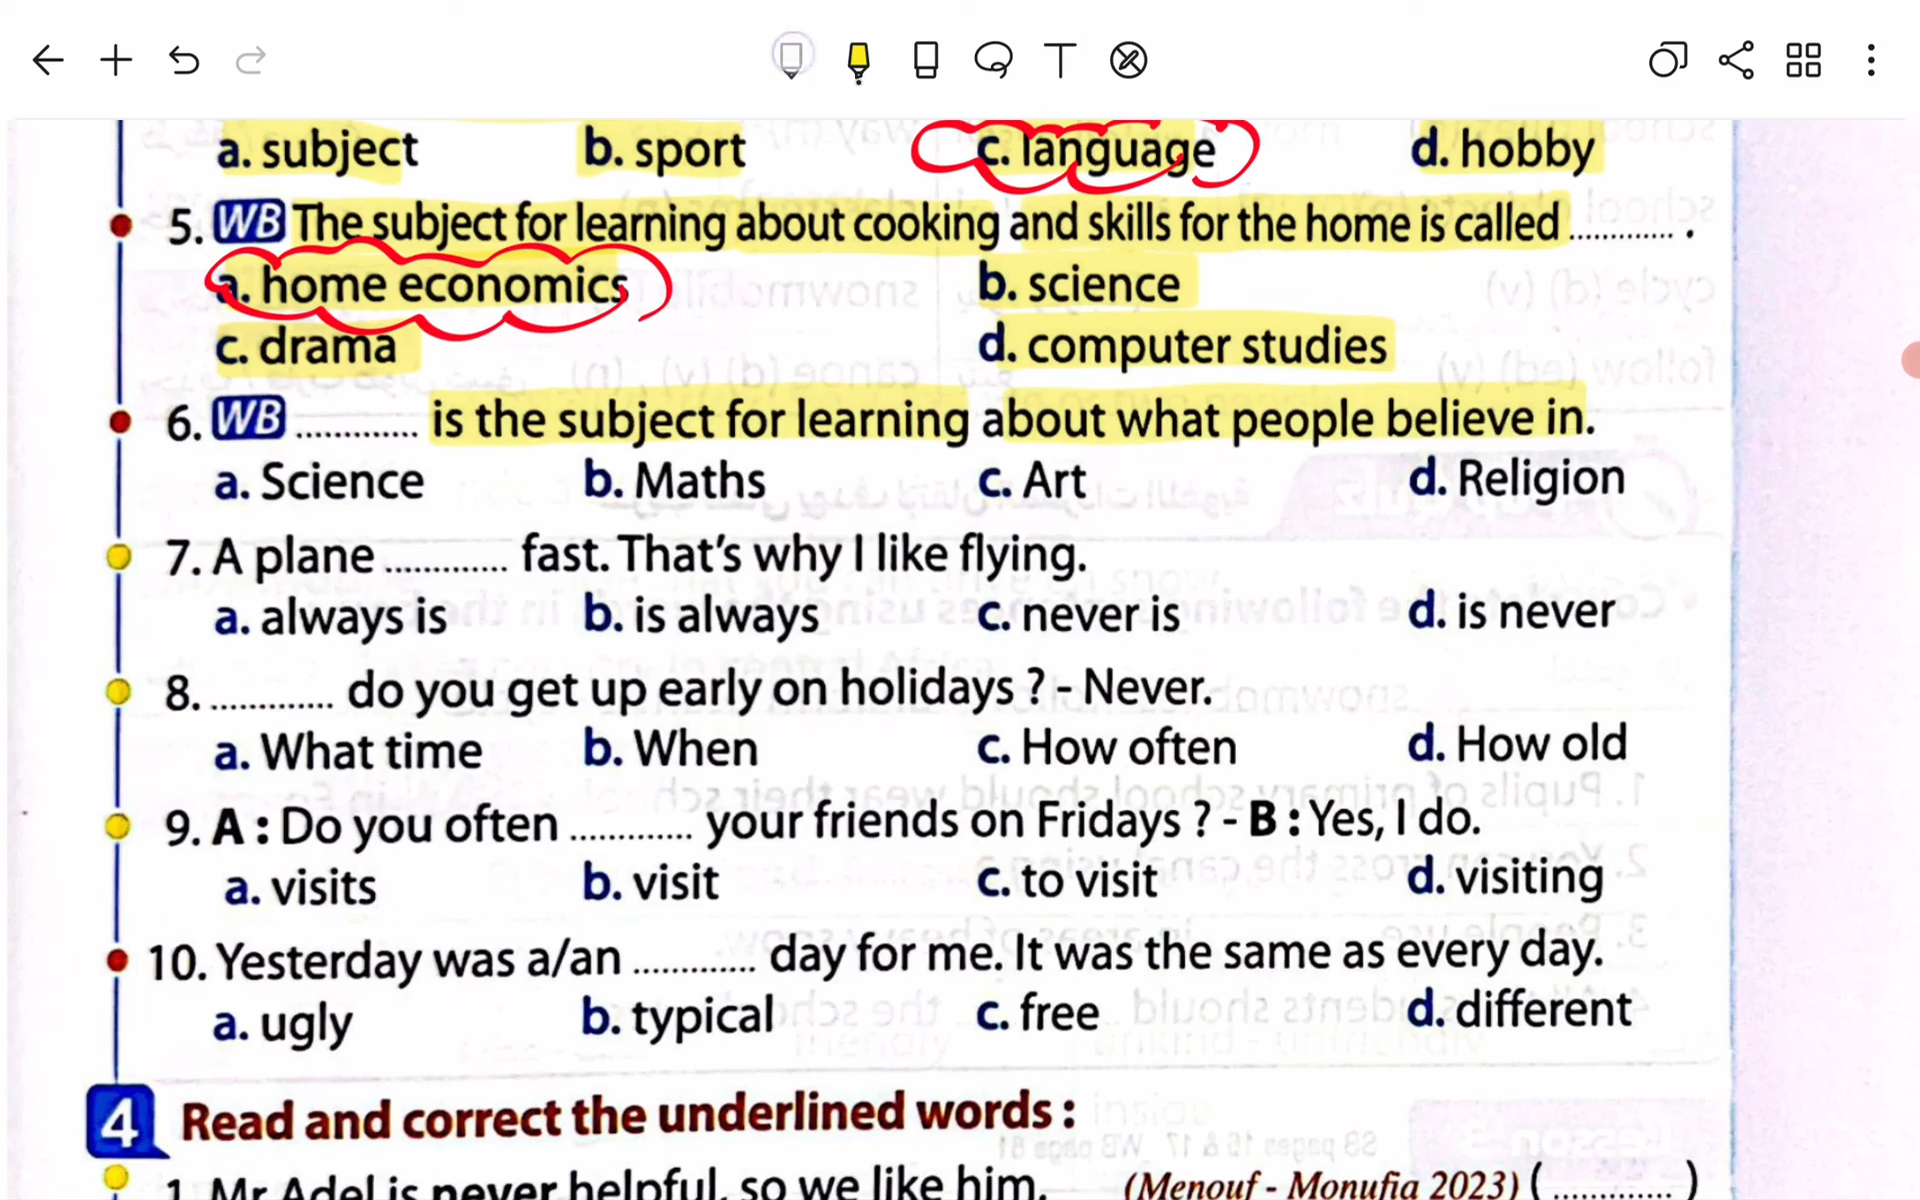 a. subject b. sport c. language d. hobby
5. WB The subject for learning about cooking and skills for the home is called ............ .
a. home economics b. science
c. drama d. computer studies
6. WB ............. is the subject for learning about what people believe in.
a. Science b. Maths c. Art d. Religion
7. A plane ............. fast. That's why I like flying.
a. always is b. is always c. never is d. is never
8. ............. do you get up early on holidays ? - Never.
a. What time b. When c. How often d. How old
9. A : Do you often ............. your friends on Fridays ? - B : Yes, I do.
a. visits b. visit c. to visit d. visiting
10. Yesterday was a/an ............. day for me. It was the same as every day.
a. ugly b. typical c. free d. different
4 Read and correct the underlined words :
1. Mr Adel is never helpful, so we like him. (Menouf - Monufia 2023) (.............)